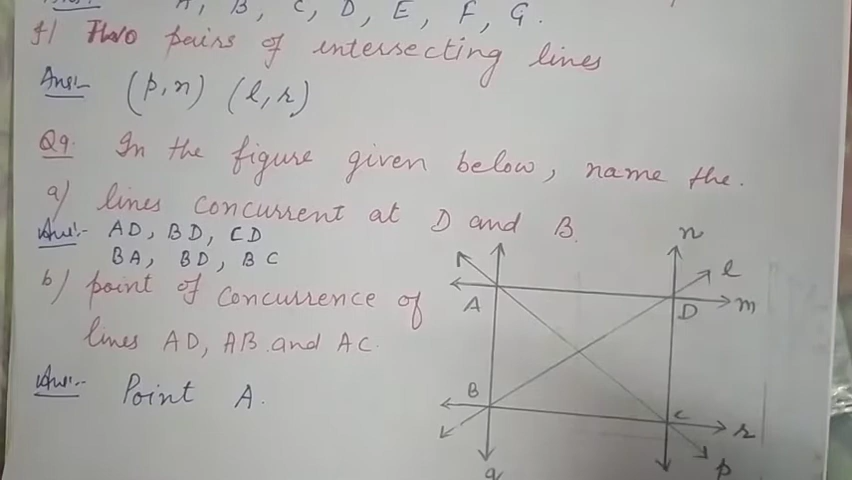 A, B, C, D, E, F, G.
f) Two pairs of intersecting lines
Ans:- (p, n) (l, r)
Q9. In the figure given below, name the.
a) lines concurrent at D and B.
Ans:- AD, BD, CD
BA, BD, BC
b) point of concurrence of
lines AD, AB and AC.
Ans:- Point A.
n
l
A
D
m
B
C
r
q
p